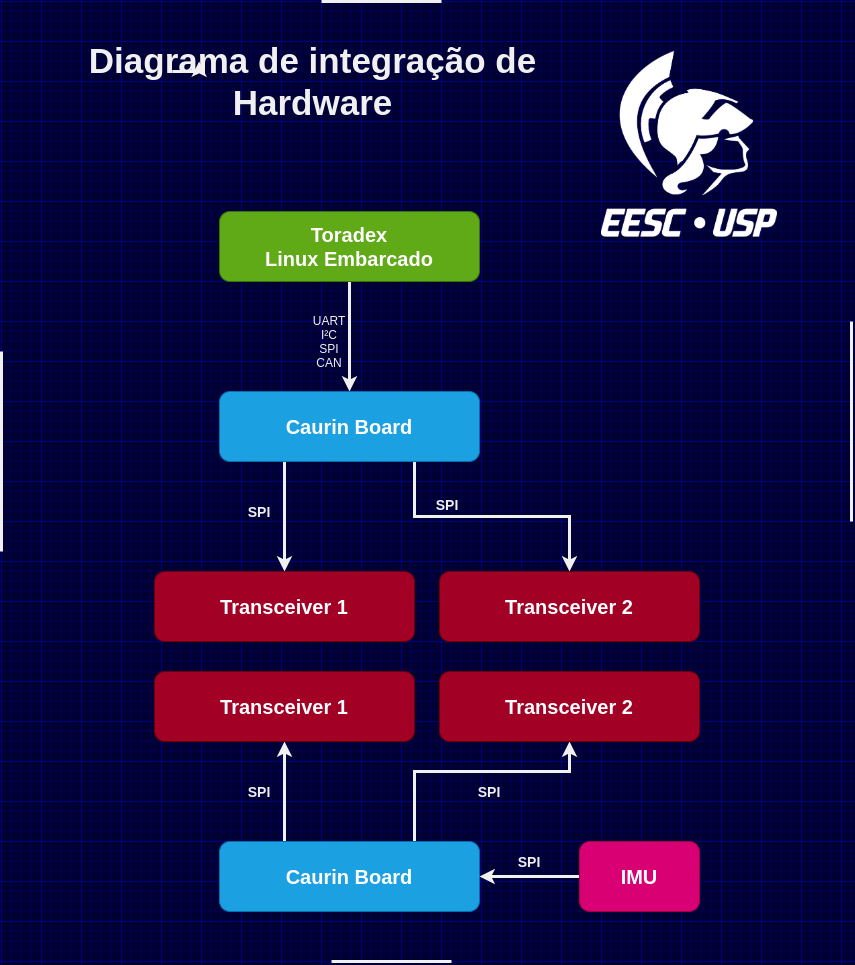 Diagrama de integração de
Hardware
EESC • USP
Toradex
Linux Embarcado
UART
I²C
SPI
CAN
Caurin Board
SPI
SPI
Transceiver 1
Transceiver 2
Transceiver 1
Transceiver 2
SPI
SPI
SPI
Caurin Board
IMU